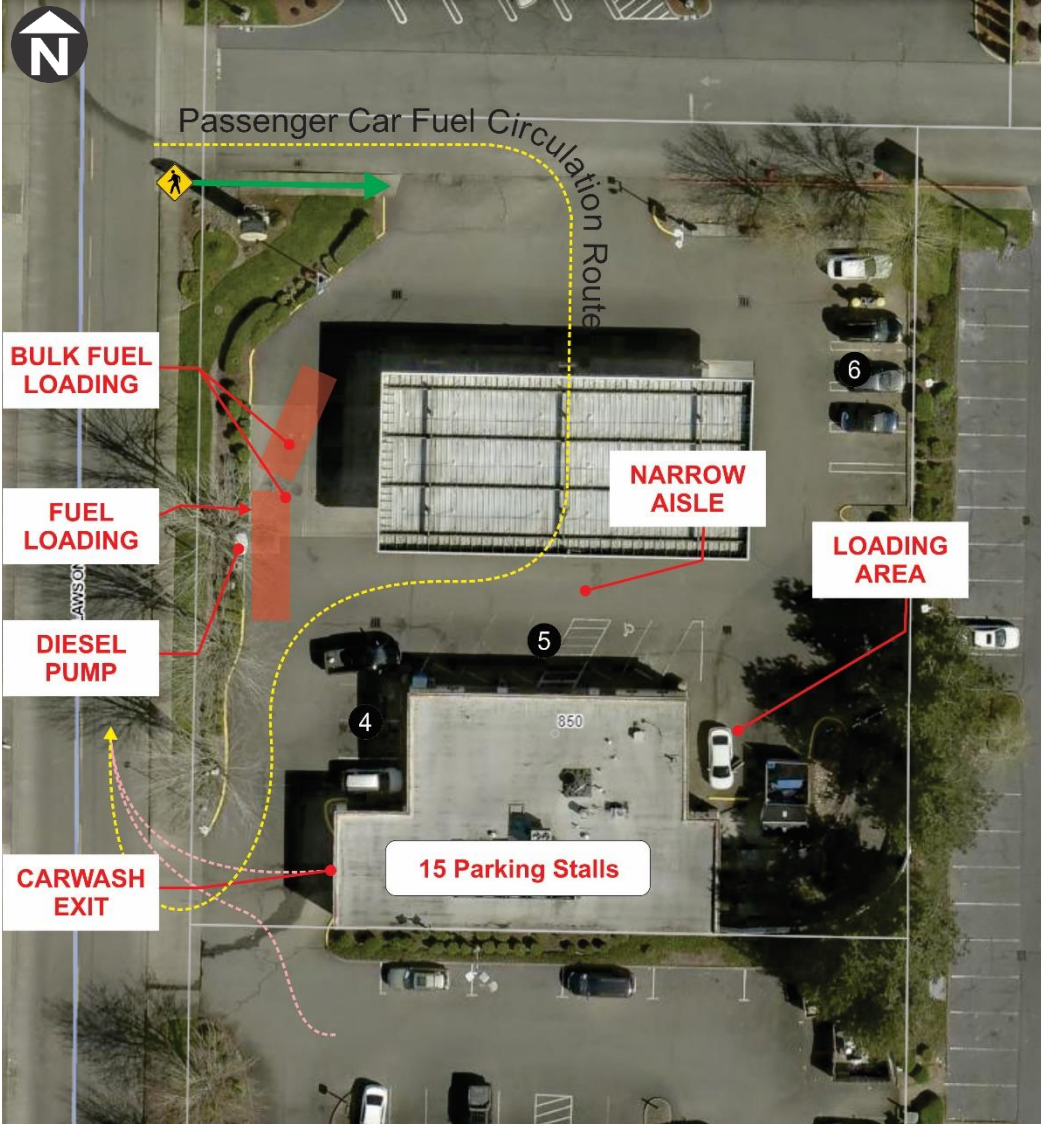 N
Passenger Car Fuel Circulation Route
BULK FUEL
LOADING
6
NARROW
AISLE
FUEL
LOADING
LOADING
AREA
LAWSON
DIESEL
PUMP
5
4
850
15 Parking Stalls
CARWASH
EXIT